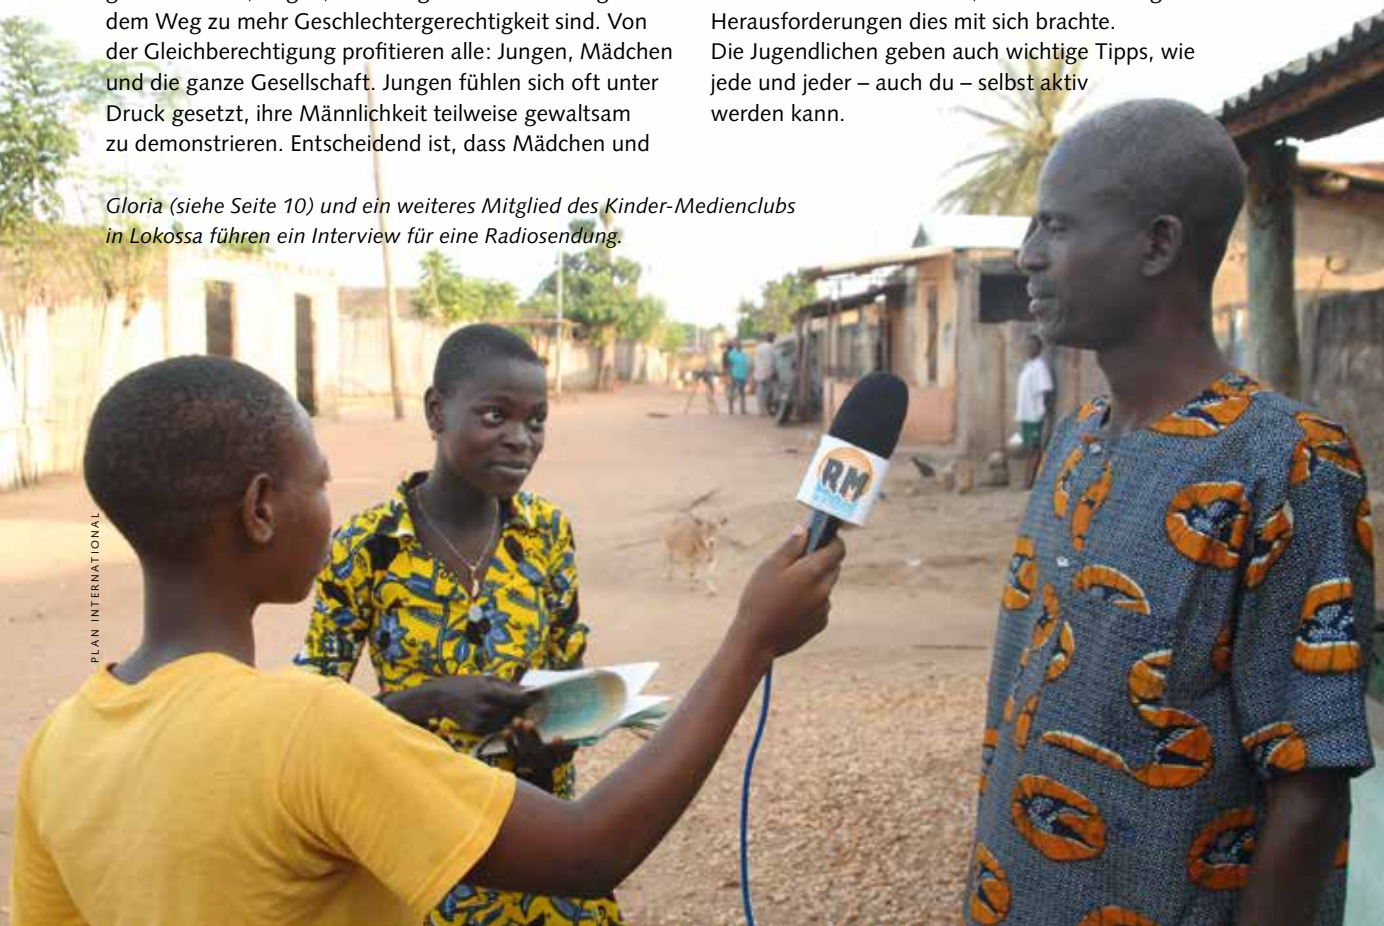 dem Weg zu mehr Geschlechtergerechtigkeit sind. Von
der Gleichberechtigung profitieren alle: Jungen, Mädchen
und die ganze Gesellschaft. Jungen fühlen sich oft unter
Druck gesetzt, ihre Männlichkeit teilweise gewaltsam
zu demonstrieren. Entscheidend ist, dass Mädchen und
Herausforderungen dies mit sich brachte.
Die Jugendlichen geben auch wichtige Tipps, wie
jede und jeder – auch du – selbst aktiv
werden kann.
Gloria (siehe Seite 10) und ein weiteres Mitglied des Kinder-Medienclubs
in Lokossa führen ein Interview für eine Radiosendung.
RM
PLAN INTERNATIONAL